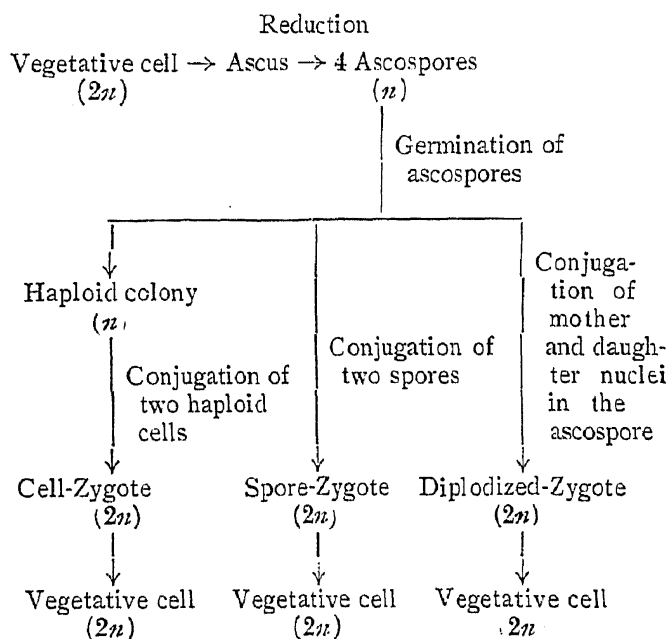 Reduction
Vegetative cell → Ascus → 4 Ascospores
(2n)
(n)
Germination of
ascospores
Haploid colony
(n)
Conjugation of
two haploid
cells
Conjugation of
two spores
Conjuga-
tion of
mother
and daugh-
ter nuclei
in the
ascospore
Cell-Zygote
(2n)
Spore-Zygote
(2n)
Diplodized-Zygote
(2n)
Vegetative cell
(2n)
Vegetative cell
(2n)
Vegetative cell
2n